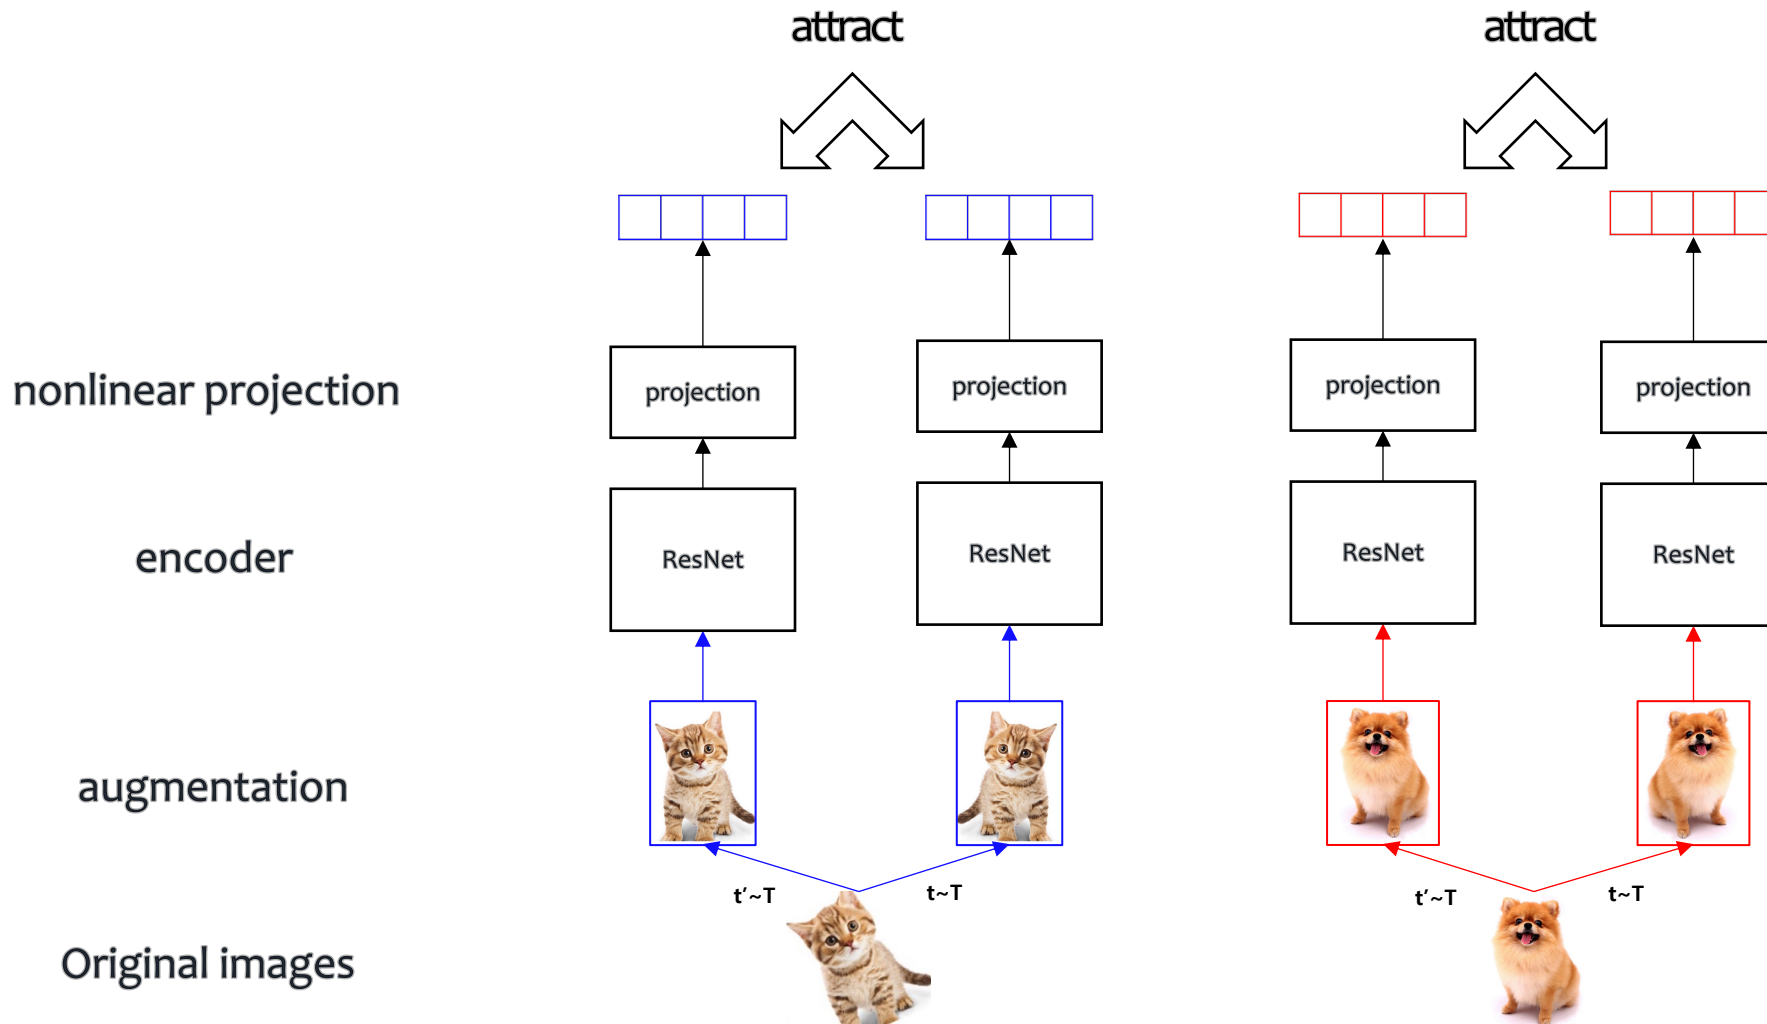 attract
attract
nonlinear projection
projection
projection
projection
projection
encoder
ResNet
ResNet
ResNet
ResNet
augmentation
t’~T
t~T
t’~T
t~T
Original images